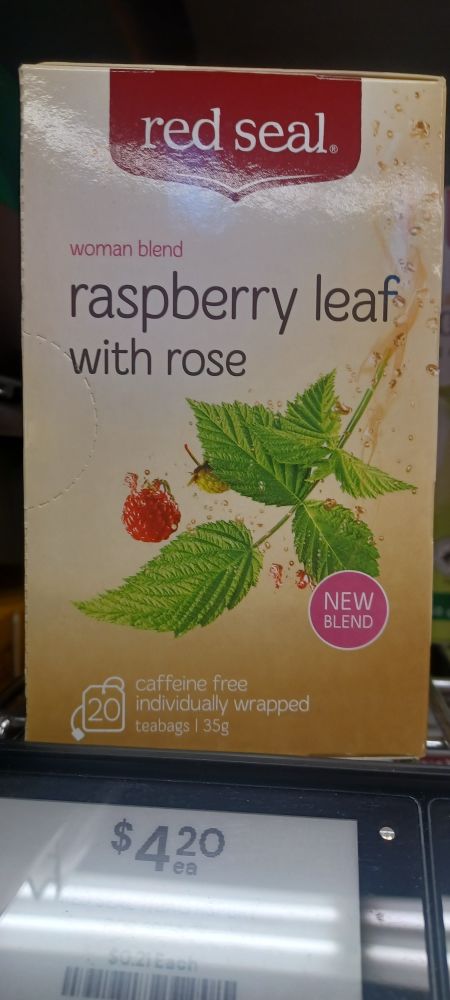 red seal®
woman blend
raspberry leaf
with rose
NEW
BLEND
20
caffeine free
individually wrapped
teabags | 35g
$4.20
ea
$0.21 Each